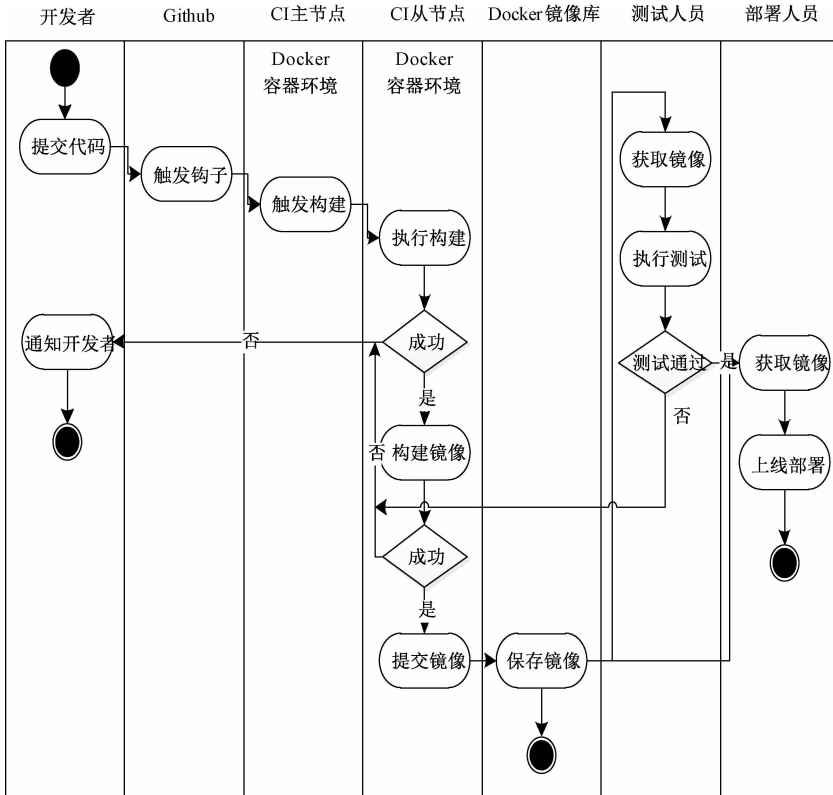 开发者
Github
CI主节点
CI从节点
Docker镜像库
测试人员
部署人员
Docker
容器环境
Docker
容器环境
提交代码
触发钩子
触发构建
执行构建
获取镜像
执行测试
通知开发者
否
成功
测试通过
是
获取镜像
是
否
否
构建镜像
上线部署
成功
是
提交镜像
保存镜像